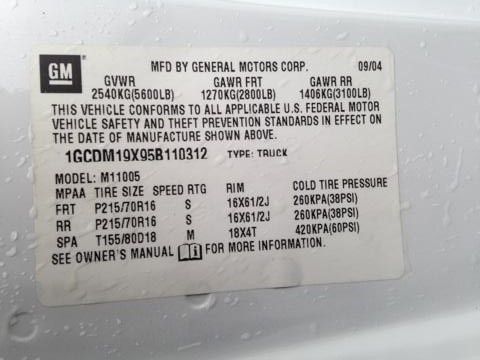 GM
MFD BY GENERAL MOTORS CORP. 09/04
GVWR GAWR FRT GAWR RR
2540KG(5600LB) 1270KG(2800LB) 1406KG(3100LB)
THIS VEHICLE CONFORMS TO ALL APPLICABLE U.S. FEDERAL MOTOR
VEHICLE SAFETY AND THEFT PREVENTION STANDARDS IN EFFECT ON
THE DATE OF MANUFACTURE SHOWN ABOVE.
1GCDM19X95B110312 TYPE: TRUCK
MODEL: M11005
MPAA TIRE SIZE SPEED RTG RIM COLD TIRE PRESSURE
FRT P215/70R16 S 16X61/2J 260KPA(38PSI)
RR P215/70R16 S 16X61/2J 260KPA(38PSI)
SPA T155/80D18 M 18X4T 420KPA(60PSI)
SEE OWNER'S MANUAL FOR MORE INFORMATION.